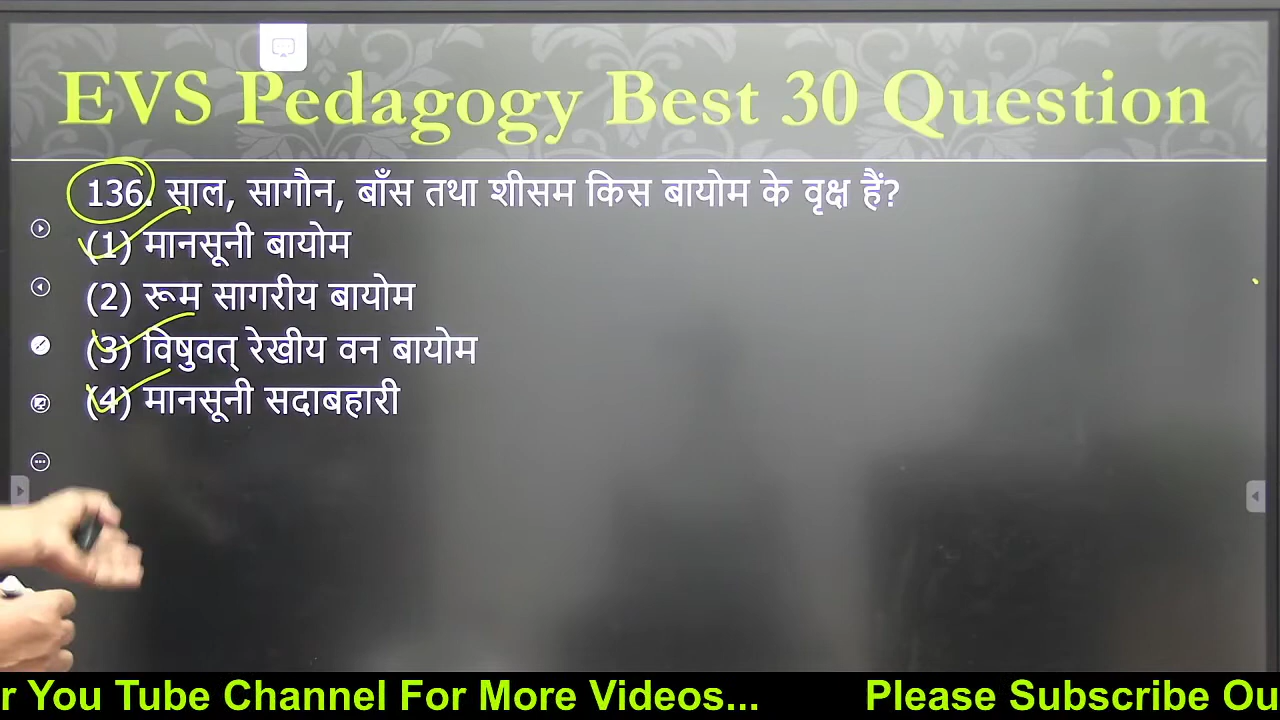 EVS Pedagogy Best 30 Question
136. साल, सागौन, बाँस तथा शीसम किस बायोम के वृक्ष हैं?
(1) मानसूनी बायोम
(2) रूम सागरीय बायोम
(3) विषुवत् रेखीय वन बायोम
(4) मानसूनी सदाबहारी
r You Tube Channel For More Videos... Please Subscribe Ou